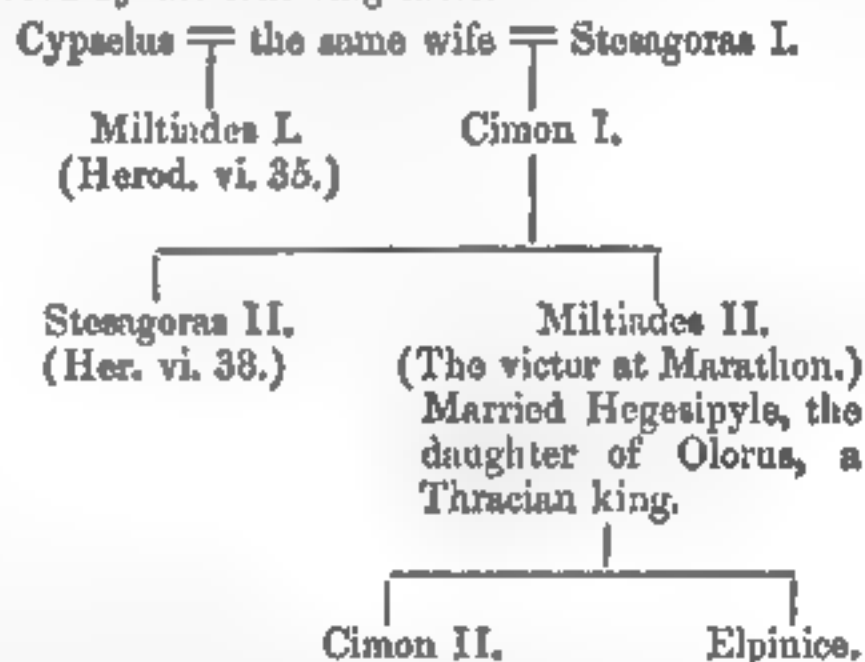 Cypselus the same wife Stesagoras I.
Miltiades I. Cimon I.
(Herod. vi. 35.)
Stesagoras II. Miltiades II.
(Her. vi. 38.) (The victor at Marathon.)
Married Hegesipyle, the
daughter of Olorus, a
Thracian king.
Cimon II. Elpinice.